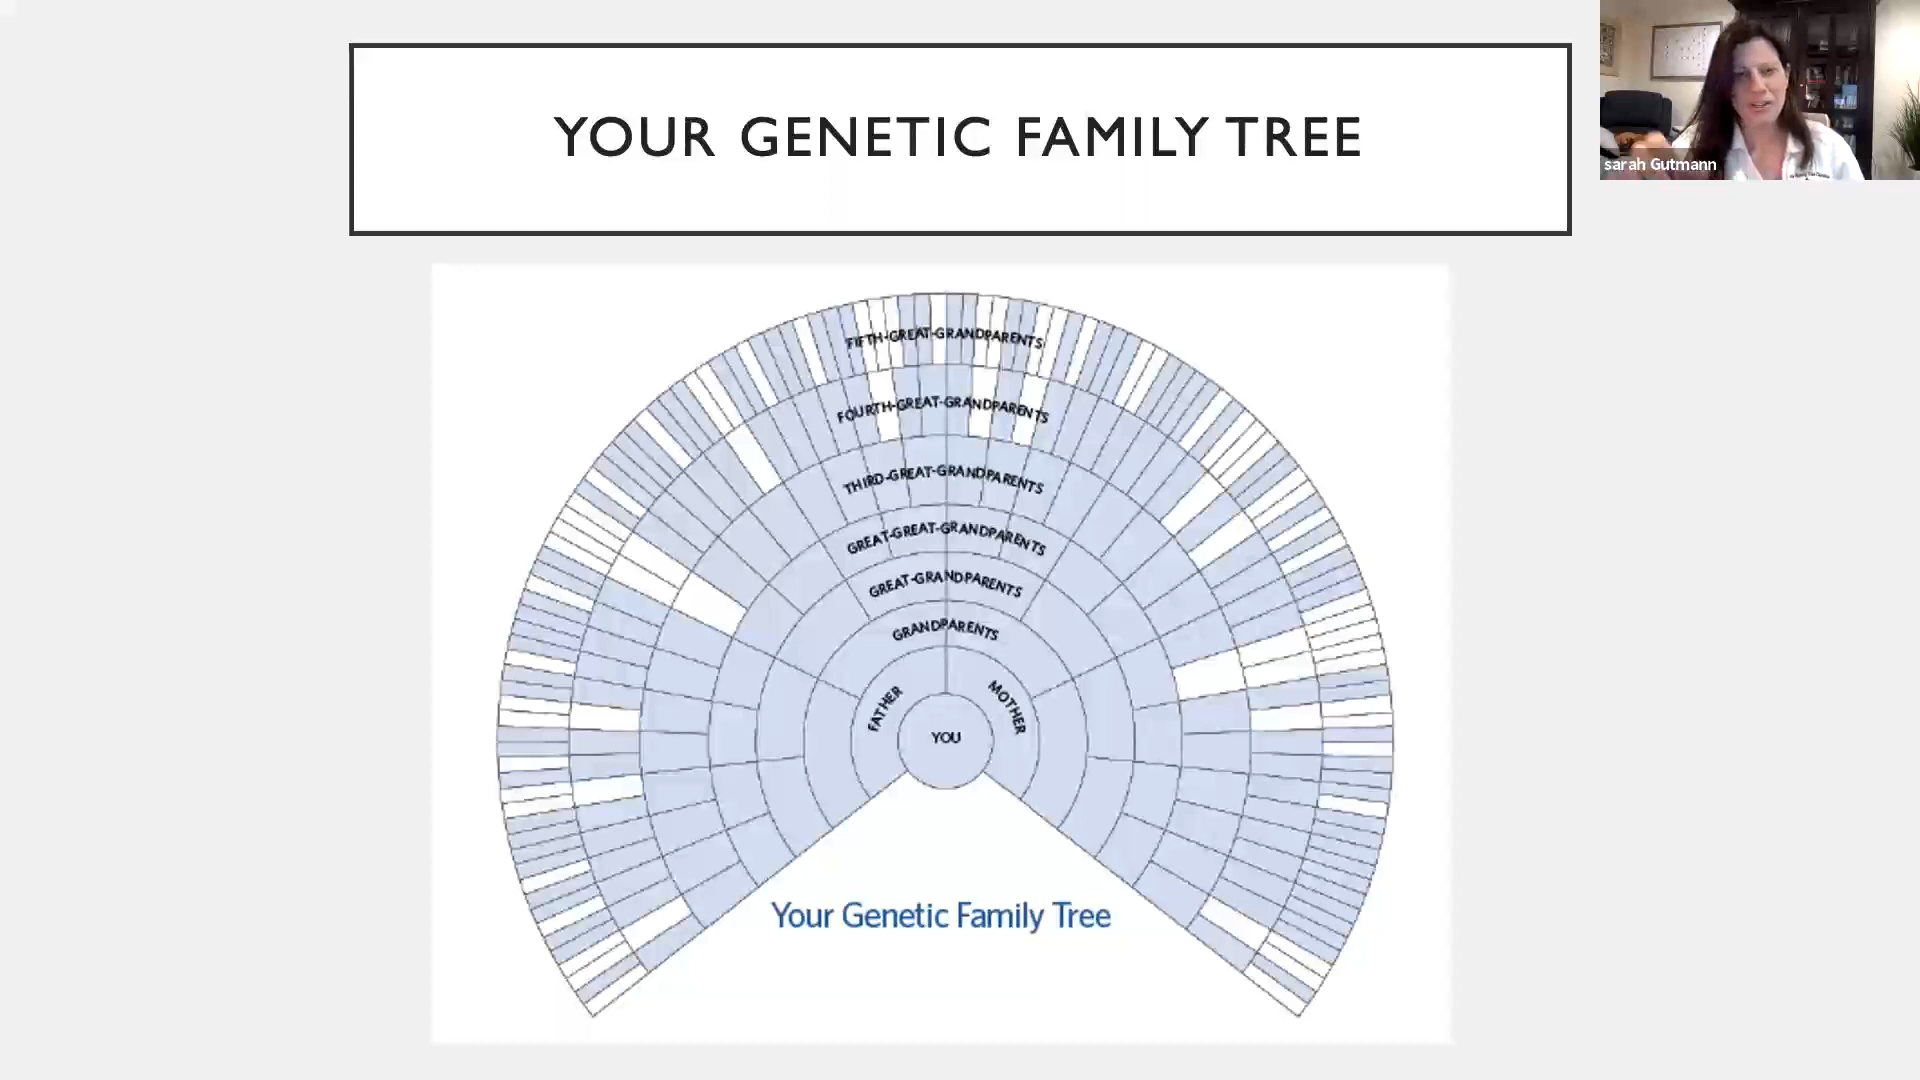 YOUR GENETIC FAMILY TREE
sarah Gutmann
FIFTH-GREAT-GRANDPARENTS
FOURTH-GREAT-GRANDPARENTS
THIRD-GREAT-GRANDPARENTS
GREAT-GREAT-GRANDPARENTS
GREAT-GRANDPARENTS
GRANDPARENTS
FATHER
MOTHER
YOU
Your Genetic Family Tree